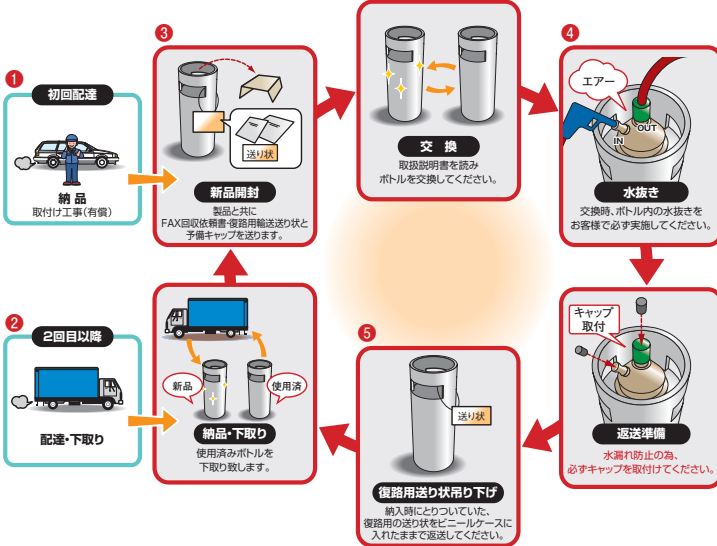 1
初回配達
納 品
取付け工事(有償)
2
2回目以降
配達・下取り
3
送り状
新品開封
製品と共に
FAX回収依頼書・復路用輸送送り状と
予備キャップを送ります。
交 換
取扱説明書を読み
ボトルを交換してください。
4
エアー
IN
OUT
水抜き
交換時、ボトル内の水抜きを
お客様で必ず実施してください。
キャップ
取付
返送準備
水漏れ防止の為、
必ずキャップを取付けてください。
5
送り状
復路用送り状吊り下げ
納入時にとりついていた、
復路用の送り状をビニールケースに
入れたままで返送してください。
新品
使用済
納品・下取り
使用済みボトルを
下取り致します。